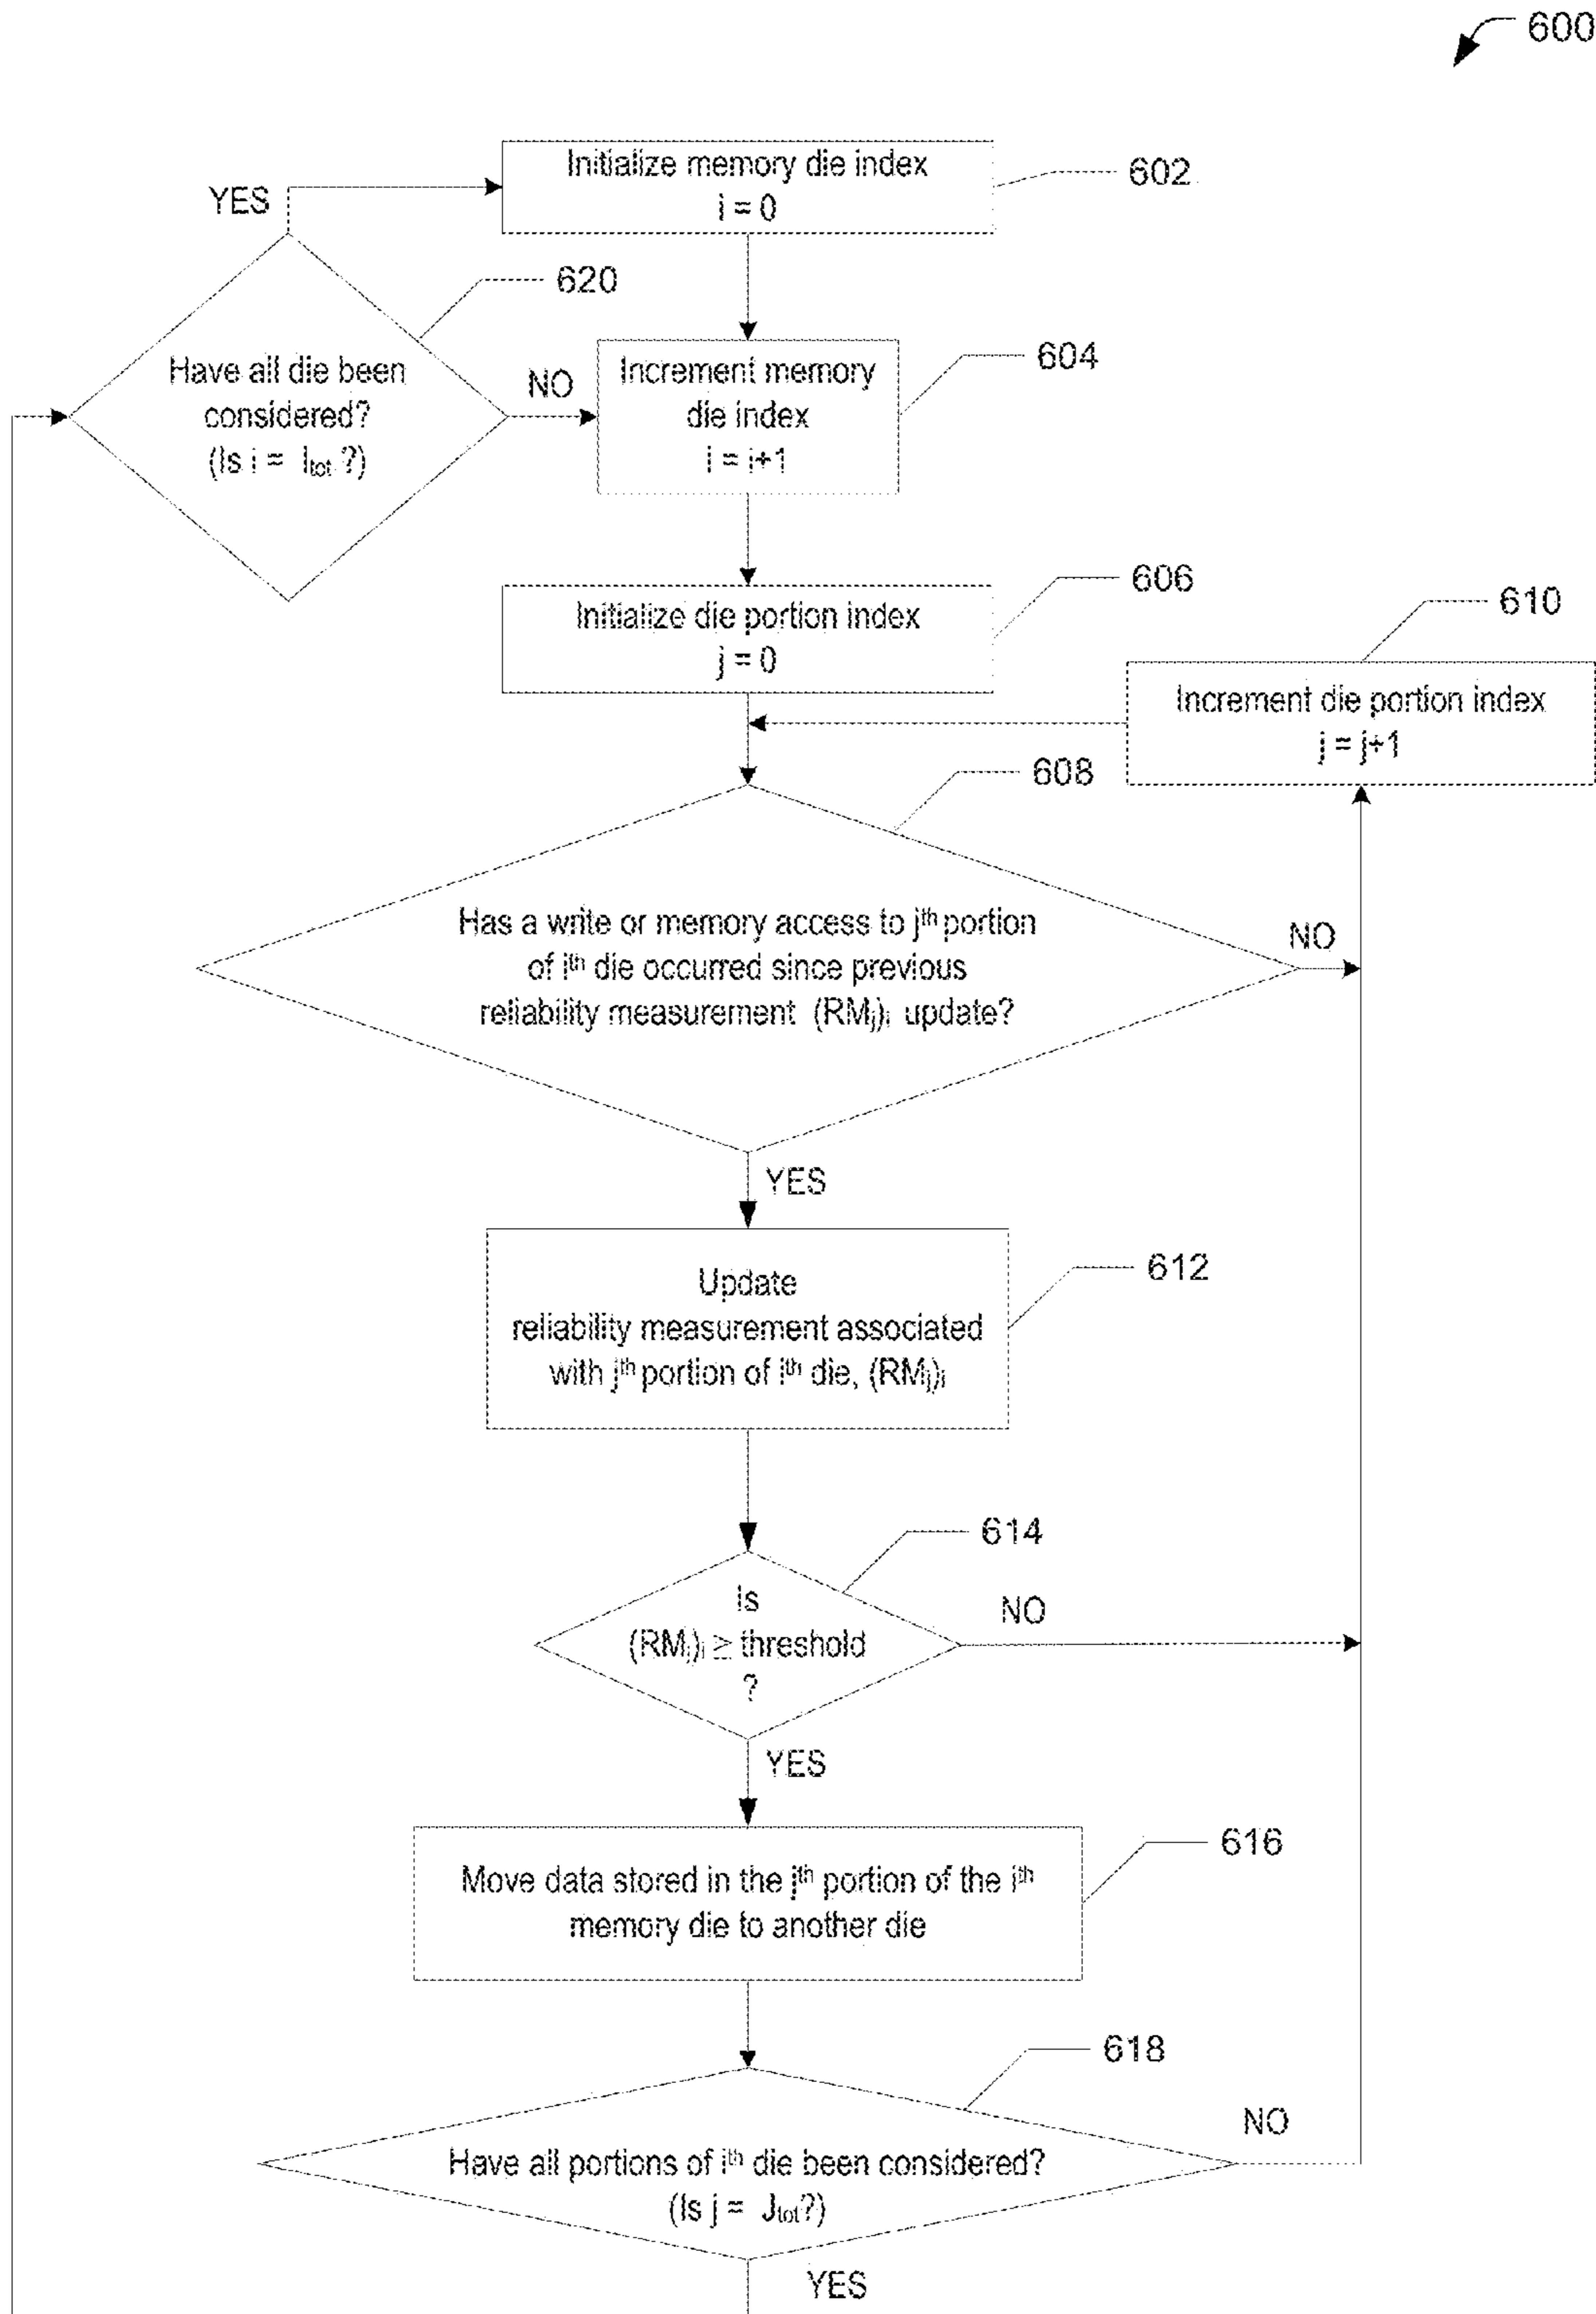 600
Initialize memory die index
i = 0
602
YES
620
Have all die been
considered?
(Is i = Itot ?)
NO
Increment memory
die index
i = i+1
604
Initialize die portion index
j = 0
606
610
Increment die portion index
j = j+1
608
Has a write or memory access to jth portion
of ith die occurred since previous
reliability measurement (RMj)i update?
NO
YES
Update
reliability measurement associated
with jth portion of ith die, (RMj)i
612
614
Is
(RMj)i ≥ threshold
?
NO
YES
Move data stored in the jth portion of the ith
memory die to another die
616
618
Have all portions of ith die been considered?
(Is j = Jtot?)
NO
YES